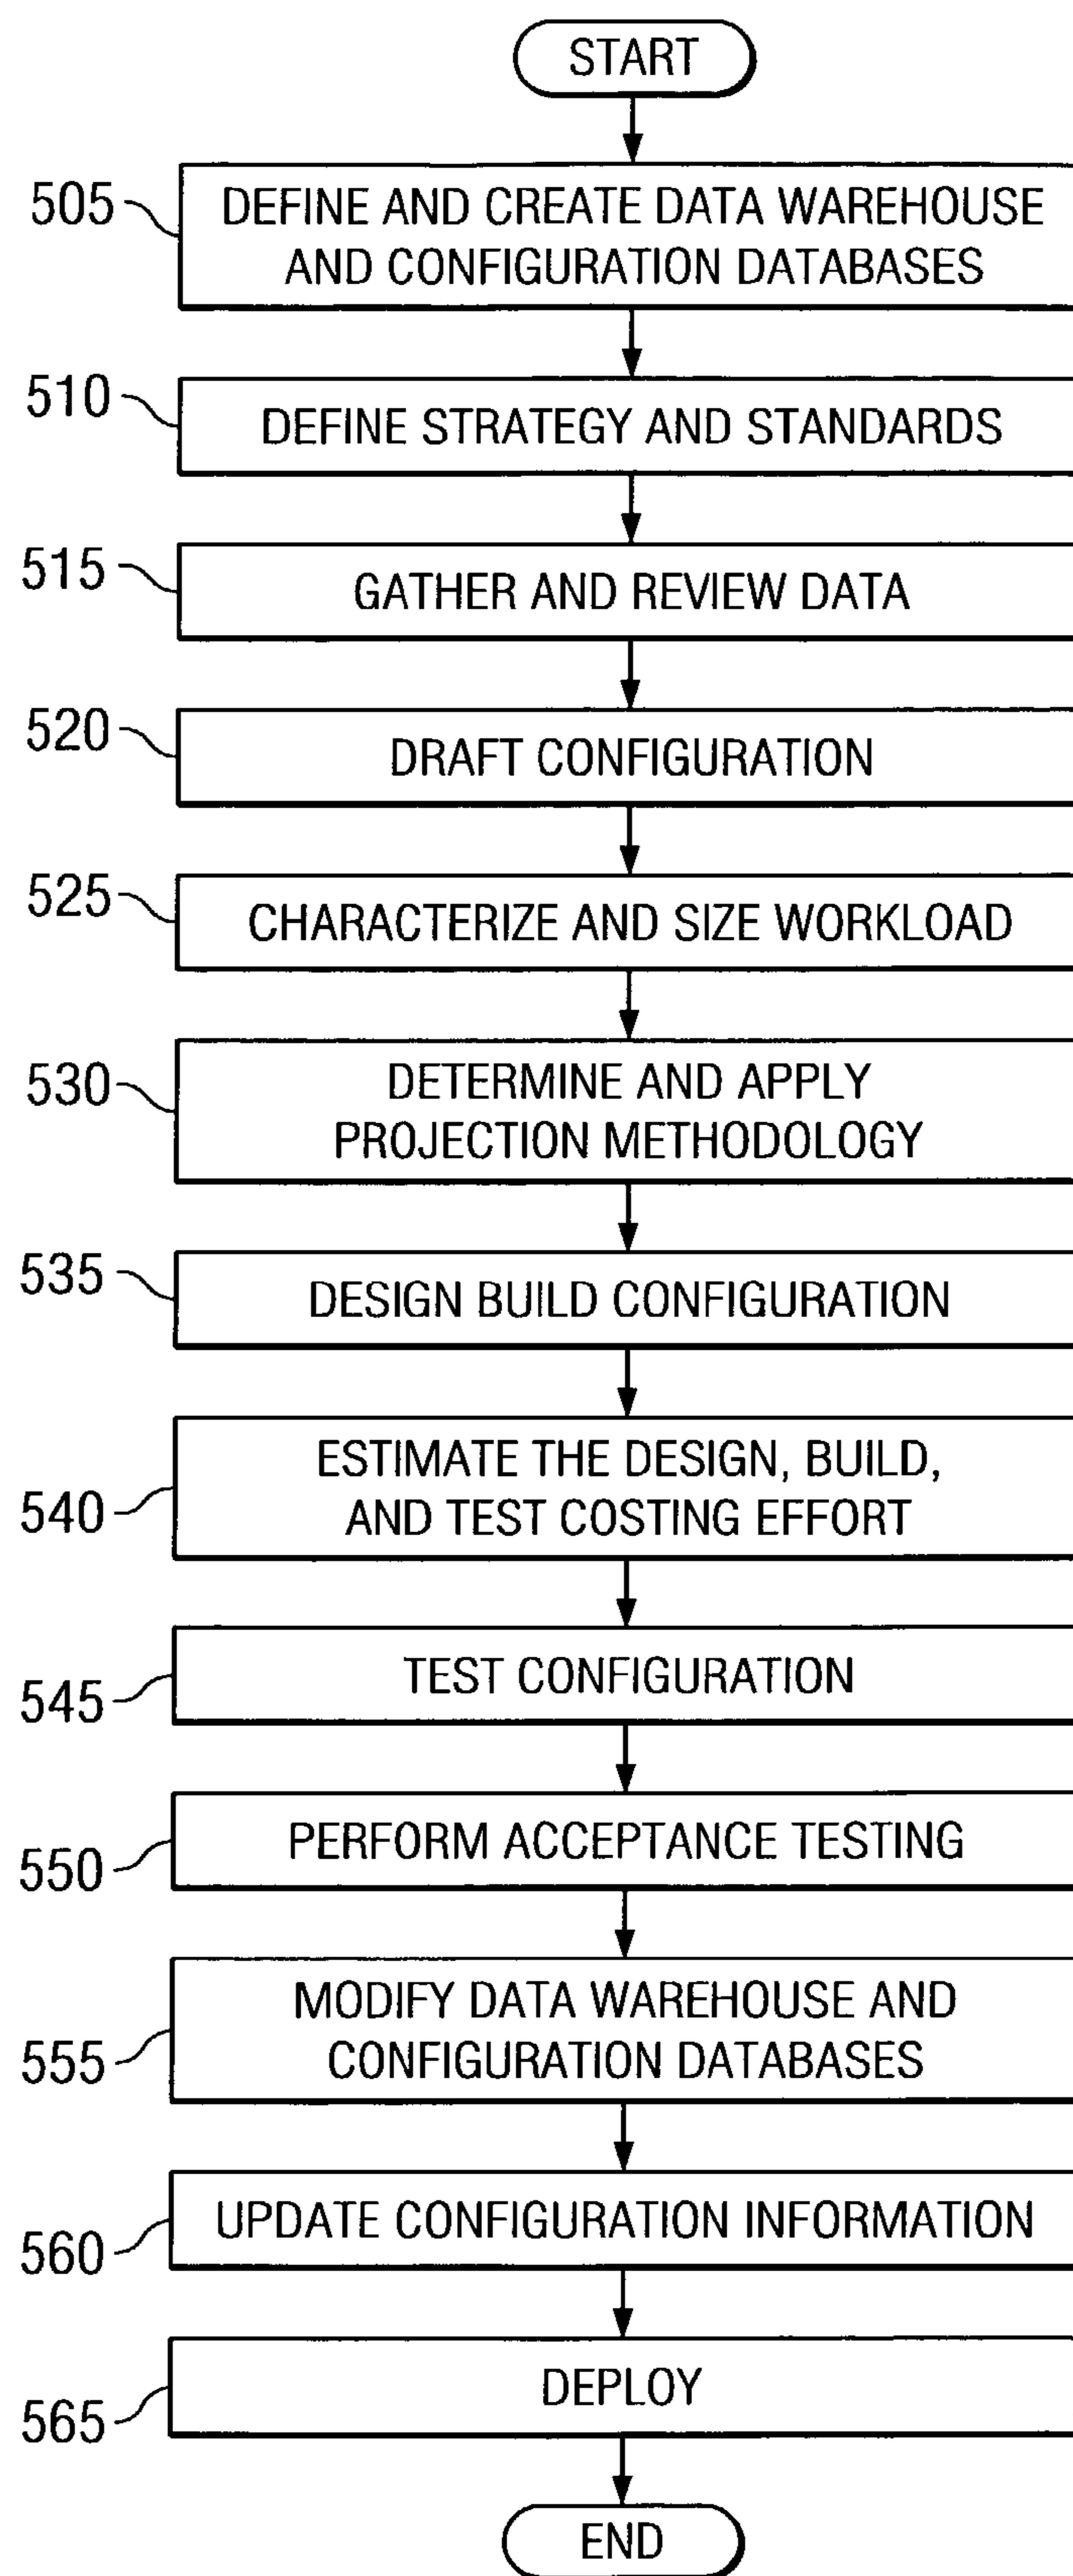 START
505
DEFINE AND CREATE DATA WAREHOUSE
AND CONFIGURATION DATABASES
510
DEFINE STRATEGY AND STANDARDS
515
GATHER AND REVIEW DATA
520
DRAFT CONFIGURATION
525
CHARACTERIZE AND SIZE WORKLOAD
530
DETERMINE AND APPLY
PROJECTION METHODOLOGY
535
DESIGN BUILD CONFIGURATION
540
ESTIMATE THE DESIGN, BUILD,
AND TEST COSTING EFFORT
545
TEST CONFIGURATION
550
PERFORM ACCEPTANCE TESTING
555
MODIFY DATA WAREHOUSE AND
CONFIGURATION DATABASES
560
UPDATE CONFIGURATION INFORMATION
565
DEPLOY
END